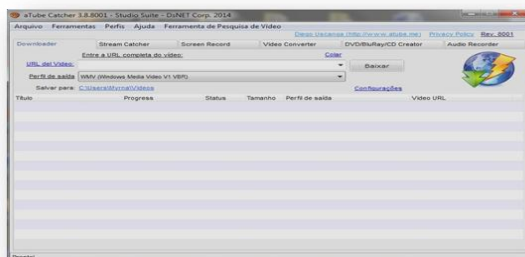 aTube Catcher 3.8.8001 - Studio Suite - DsNET Corp. 2014
Arquivo Ferramentas Perfis Ajuda Ferramenta de Pesquisa de Vídeo
Diego Uscanga (http://www.atube.me) Privacy Policy Rev. 8001
Downloader Stream Catcher Screen Record Video Converter DVD/BluRay/CD Creator Audio Recorder
Entre a URL completa do vídeo: Colar
URL del Vídeo: Baixar
Perfil de saída WMV (Windows Media Video V1 VBR)
Salvar para: C:\Users\Myrna\Videos Configurações
Título Progress Status Tamanho Perfil de saída Vídeo URL